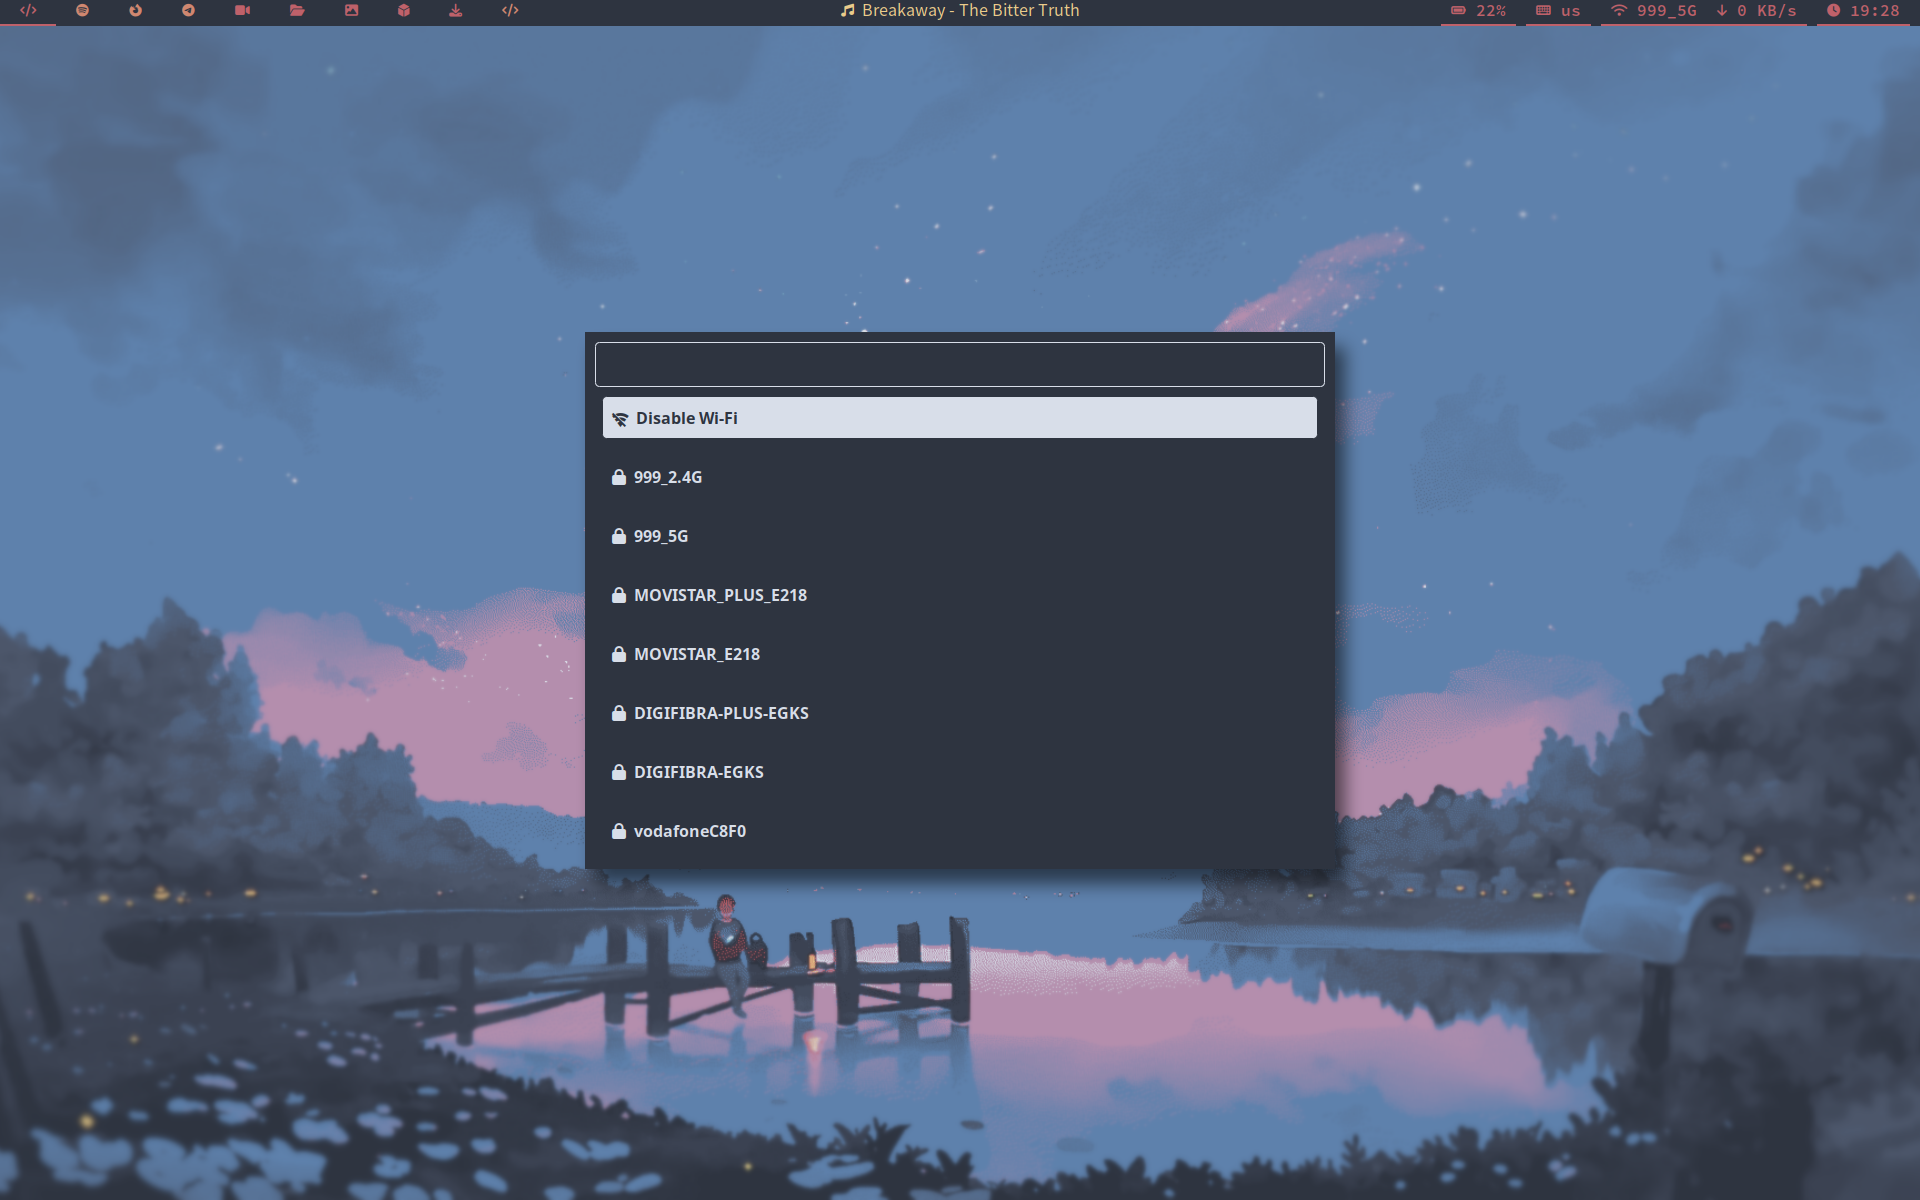 Breakaway - The Bitter Truth
22%
us
999_5G
0 KB/s
19:28
Disable Wi-Fi
999_2.4G
999_5G
MOVISTAR_PLUS_E218
MOVISTAR_E218
DIGIFIBRA-PLUS-EGKS
DIGIFIBRA-EGKS
vodafoneC8F0